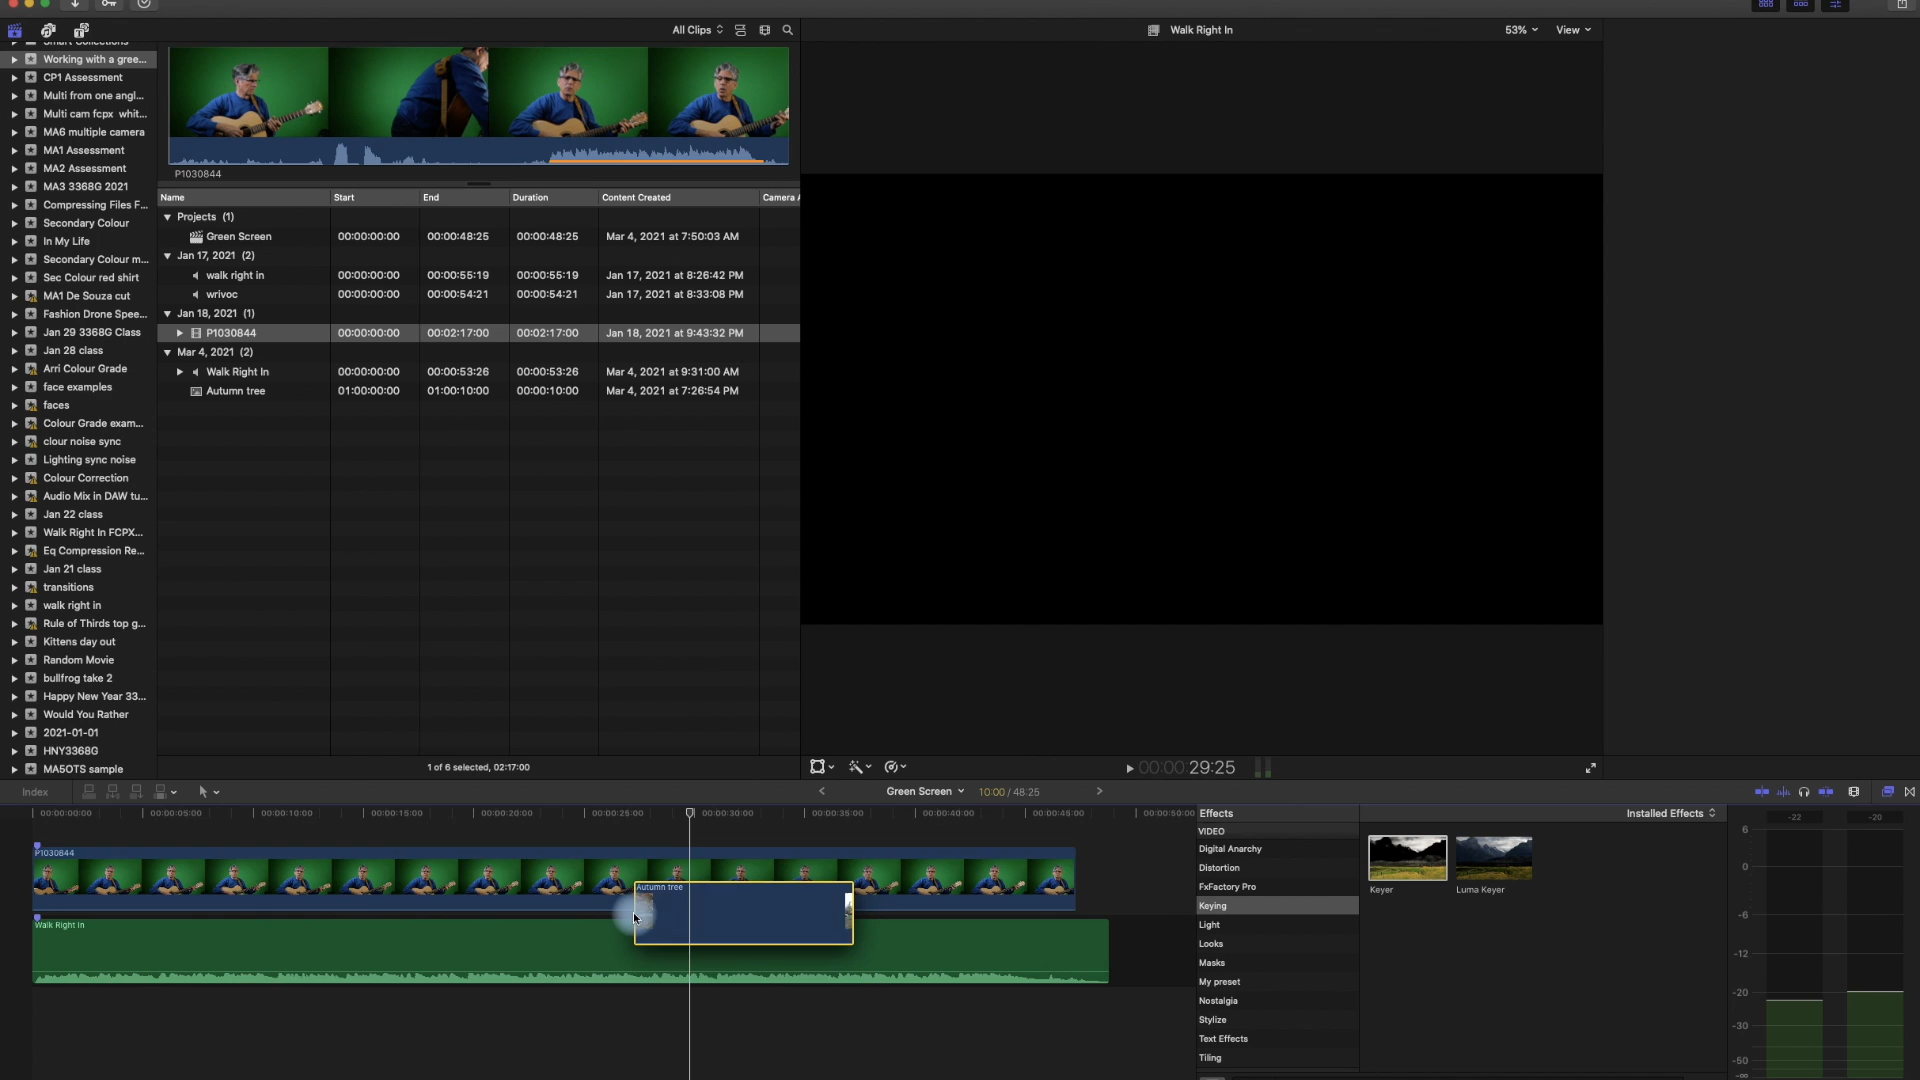 All Clips
Walk Right In
53%
View
Smart Collections
Working with a gree...
CP1 Assessment
Multi from one angl...
Multi cam fcpx whit...
MA6 multiple camera
MA1 Assessment
MA2 Assessment
MA3 3368G 2021
Compressing Files F...
Secondary Colour
In My Life
Secondary Colour m...
Sec Colour red shirt
MA1 De Souza cut
Fashion Drone Spee...
Jan 29 3368G Class
Jan 28 class
Arri Colour Grade
face examples
faces
Colour Grade exam...
clour noise sync
Lighting sync noise
Colour Correction
Audio Mix in DAW tu...
Jan 22 class
Walk Right In FCPX...
Eq Compression Re...
Jan 21 class
transitions
walk right in
Rule of Thirds top g...
Kittens day out
Random Movie
bullfrog take 2
Happy New Year 33...
Would You Rather
2021-01-01
HNY3368G
MA5OTS sample
P1030844
Name Start End Duration Content Created Camera A
Projects (1)
Green Screen 00:00:00:00 00:00:48:25 00:00:48:25 Mar 4, 2021 at 7:50:03 AM
Jan 17, 2021 (2)
walk right in 00:00:00:00 00:00:55:19 00:00:55:19 Jan 17, 2021 at 8:26:42 PM
wrivoc 00:00:00:00 00:00:54:21 00:00:54:21 Jan 17, 2021 at 8:33:08 PM
Jan 18, 2021 (1)
P1030844 00:00:00:00 00:02:17:00 00:02:17:00 Jan 18, 2021 at 9:43:32 PM
Mar 4, 2021 (2)
Walk Right In 00:00:00:00 00:00:53:26 00:00:53:26 Mar 4, 2021 at 9:31:00 AM
Autumn tree 01:00:00:00 01:00:10:00 00:00:10:00 Mar 4, 2021 at 7:26:54 PM
1 of 6 selected, 02:17:00
00:00:29:25
Index
Green Screen
10:00 / 48:25
00:00:00:00 00:00:05:00 00:00:10:00 00:00:15:00 00:00:20:00 00:00:25:00 00:00:30:00 00:00:35:00 00:00:40:00 00:00:45:00 00:00:50:00
P1030844
Autumn tree
Walk Right In
Effects
Installed Effects
VIDEO
Digital Anarchy
Distortion
FxFactory Pro
Keying
Light
Looks
Masks
My preset
Nostalgia
Stylize
Text Effects
Tiling
Keyer
Luma Keyer
-22 -20
6
0
-6
-12
-20
-30
-50
-∞